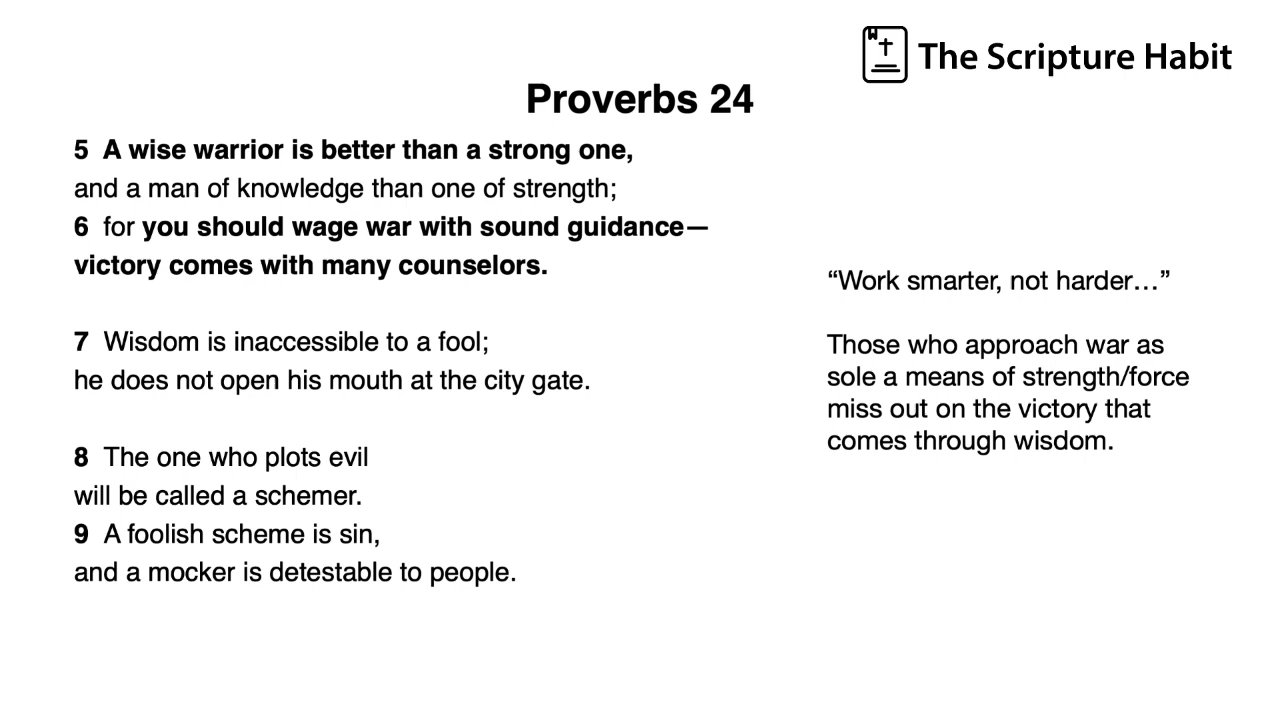 The Scripture Habit
Proverbs 24
5 A wise warrior is better than a strong one,
and a man of knowledge than one of strength;
6 for you should wage war with sound guidance—
victory comes with many counselors.
7 Wisdom is inaccessible to a fool;
he does not open his mouth at the city gate.
8 The one who plots evil
will be called a schemer.
9 A foolish scheme is sin,
and a mocker is detestable to people.
“Work smarter, not harder…”
Those who approach war as
sole a means of strength/force
miss out on the victory that
comes through wisdom.